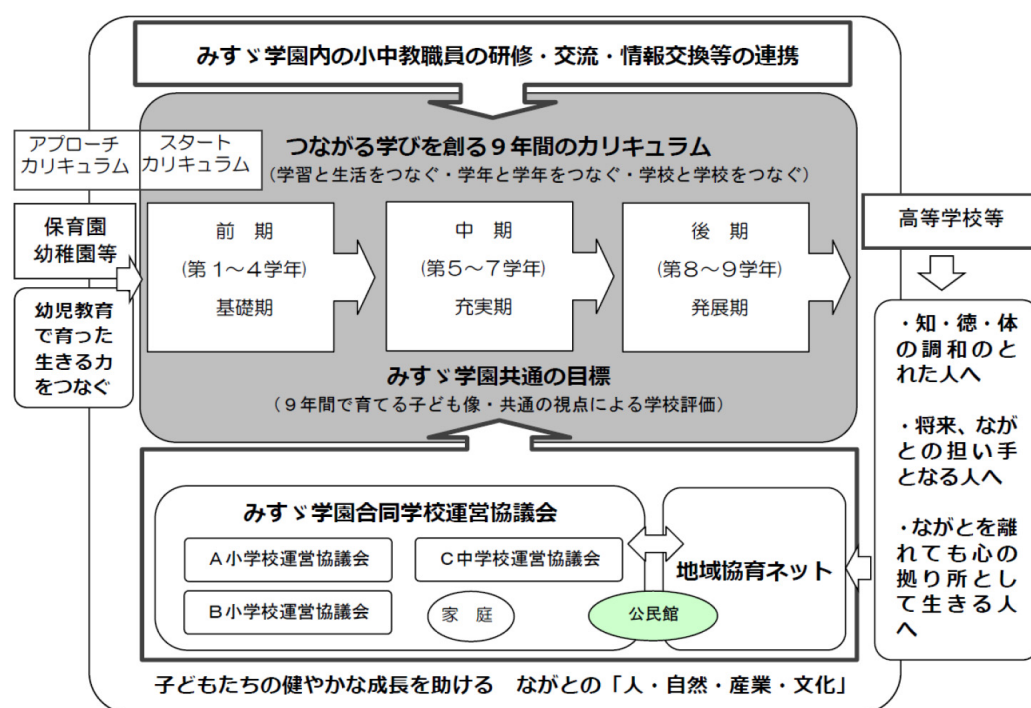 みすゞ学園内の小中教職員の研修・交流・情報交換等の連携
アプローチ
カリキュラム
スタート
カリキュラム
つながる学びを創る９年間のカリキュラム
(学習と生活をつなぐ・学年と学年をつなぐ・学校と学校をつなぐ)
保育園
幼稚園等
幼児教育
で育った
生きる力
をつなぐ
前　期
(第１～４学年)
基礎期
中　期
(第５～７学年)
充実期
後　期
(第８～９学年)
発展期
高等学校等
みすゞ学園共通の目標
(９年間で育てる子ども像・共通の視点による学校評価)
・知・徳・体
の調和のと
れた人へ
・将来、なが
との担い手
となる人へ
・ながとを離
れても心の
拠り所とし
て生きる人
へ
みすゞ学園合同学校運営協議会
Ａ小学校運営協議会
Ｃ中学校運営協議会
Ｂ小学校運営協議会
家　庭
公民館
地域協育ネット
子どもたちの健やかな成長を助ける　ながとの「人・自然・産業・文化」